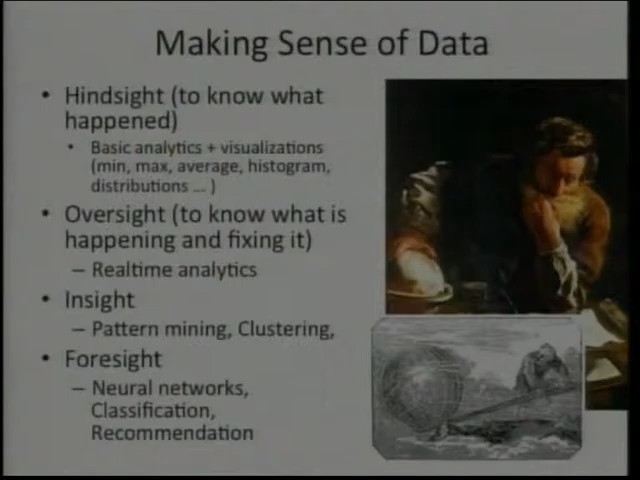 Making Sense of Data
• Hindsight (to know what
happened)
• Basic analytics + visualizations
(min, max, average, histogram,
distributions ... )
• Oversight (to know what is
happening and fixing it)
– Realtime analytics
• Insight
– Pattern mining, Clustering,
• Foresight
– Neural networks,
Classification,
Recommendation